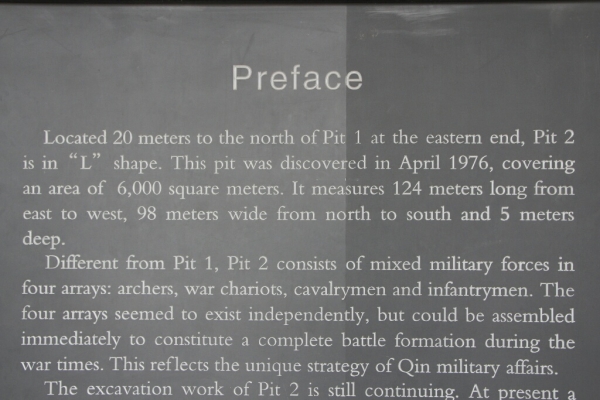 Preface
Located 20 meters to the north of Pit 1 at the eastern end, Pit 2
is in “L” shape. This pit was discovered in April 1976, covering
an area of 6,000 square meters. It measures 124 meters long from
east to west, 98 meters wide from north to south and 5 meters
deep.
Different from Pit 1, Pit 2 consists of mixed military forces in
four arrays: archers, war chariots, cavalrymen and infantrymen. The
four arrays seemed to exist independently, but could be assembled
immediately to constitute a complete battle formation during the
war times. This reflects the unique strategy of Qin military affairs.
The excavation work of Pit 2 is still continuing. At present a